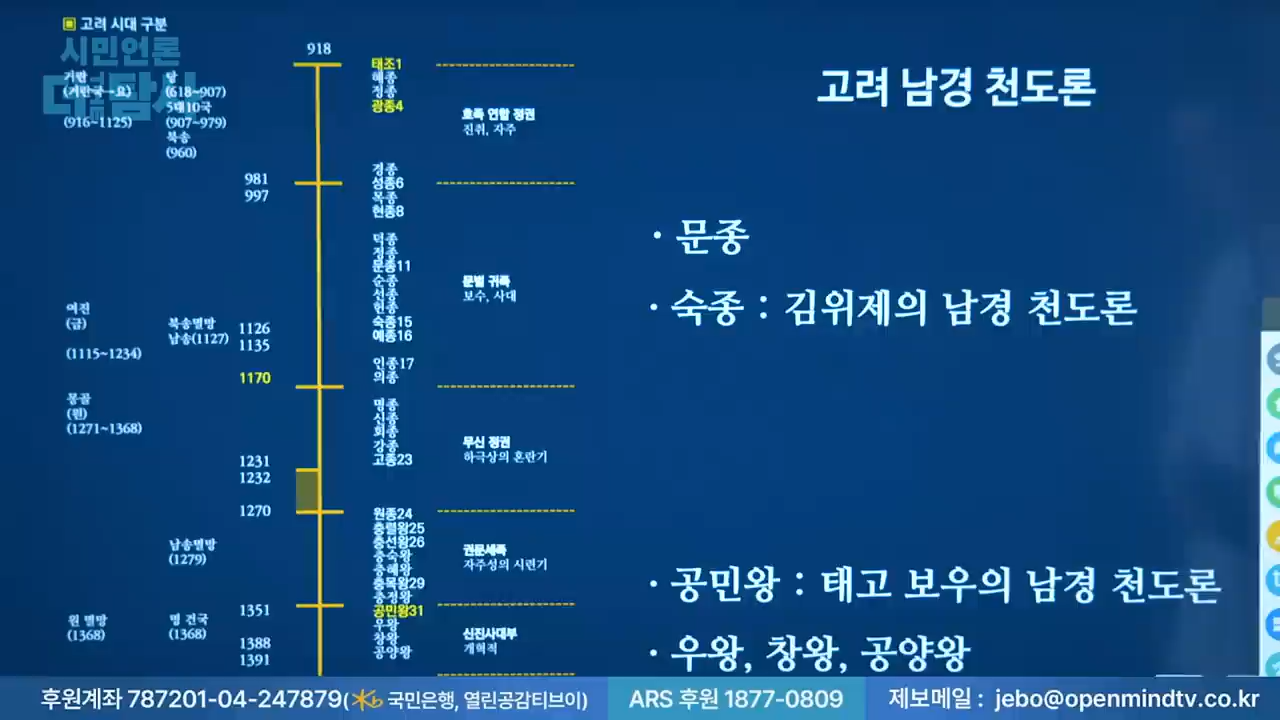 고려 시대 구분
시민언론
더탐사
거란
(거란국→요)
(916~1125)
당
(618~907)
5대10국
(907~979)
북송
(960)
918
태조1
혜종
정종
광종4
호족 연합 정권
진취, 자주
고려 남경 천도론
경종
981
성종6
997
목종
현종8
덕종
정종
문종11
순종
선종
헌종
숙종15
예종16
인종17
의종
문벌 귀족
보수, 사대
· 문종
· 숙종 : 김위제의 남경 천도론
여진
(금)
(1115~1234)
북송멸망
남송(1127)
1126
1135
1170
몽골
(원)
(1271~1368)
명종
신종
희종
강종
고종23
무신 정권
하극상의 혼란기
1231
1232
1270
원종24
충렬왕25
충선왕26
충숙왕
충혜왕
충목왕29
충정왕
권문세족
자주성의 시련기
남송멸망
(1279)
1351
공민왕31
우왕
창왕
공양왕
신진사대부
개혁적
원 멸망
(1368)
명 건국
(1368)
1388
1391
· 공민왕 : 태고 보우의 남경 천도론
· 우왕, 창왕, 공양왕
후원계좌 787201-04-247879( 국민은행, 열린공감티브이)
ARS 후원 1877-0809
제보메일 : jebo@openmindtv.co.kr